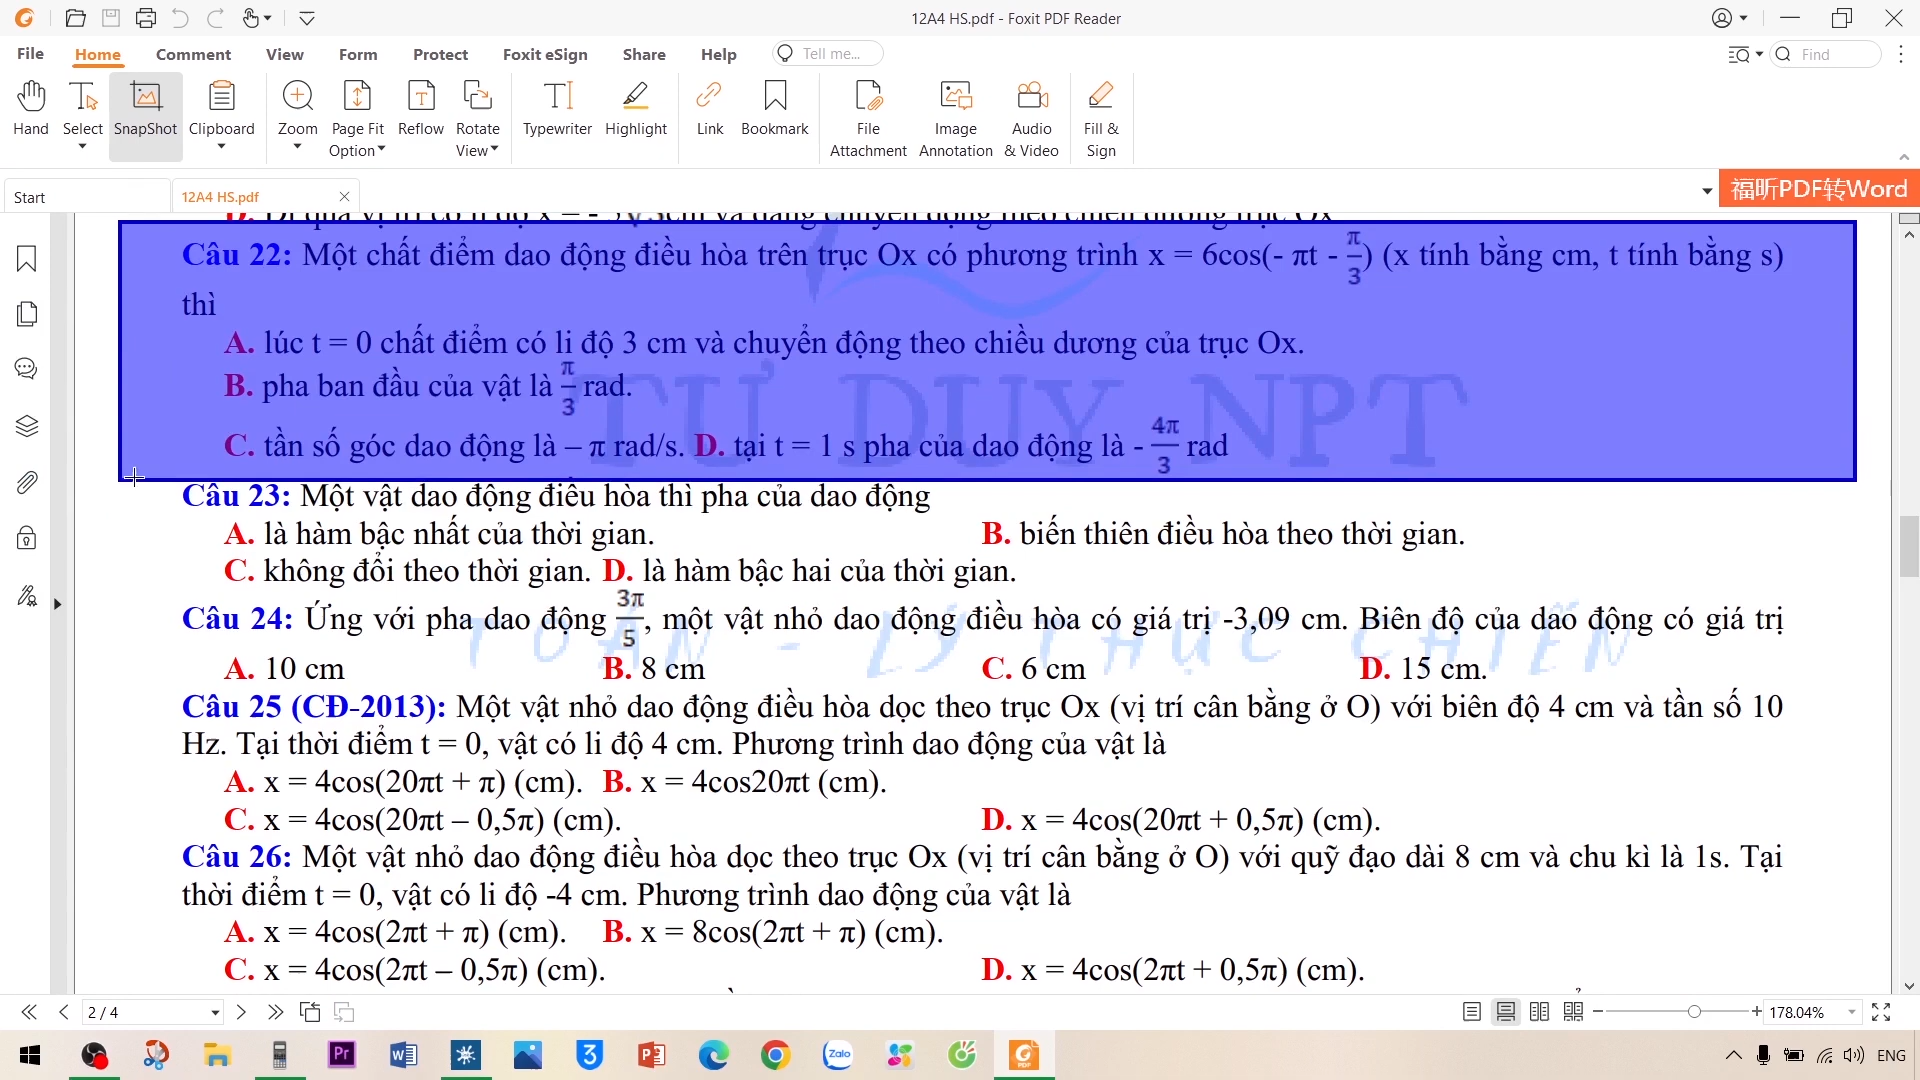 12A4 HS.pdf - Foxit PDF Reader
File Home Comment View Form Protect Foxit eSign Share Help Tell me... Find
Hand Select SnapShot Clipboard Zoom Page Fit Option Reflow Rotate View Typewriter Highlight Link Bookmark File Attachment Image Annotation Audio & Video Fill & Sign
Start 12A4 HS.pdf 福昕PDF转Word
Câu 22: Một chất điểm dao động điều hòa trên trục Ox có phương trình x = 6cos(- πt - π/3) (x tính bằng cm, t tính bằng s)
thì
A. lúc t = 0 chất điểm có li độ 3 cm và chuyển động theo chiều dương của trục Ox.
B. pha ban đầu của vật là π/3 rad.
TƯ DUY NPT
C. tần số góc dao động là – π rad/s. D. tại t = 1 s pha của dao động là - 4π/3 rad
Câu 23: Một vật dao động điều hòa thì pha của dao động
A. là hàm bậc nhất của thời gian. B. biến thiên điều hòa theo thời gian.
C. không đổi theo thời gian. D. là hàm bậc hai của thời gian.
Câu 24: Ứng với pha dao động 3π/5, một vật nhỏ dao động điều hòa có giá trị -3,09 cm. Biên độ của dao động có giá trị
TOÁN - LÝ THỰC CHIẾN
A. 10 cm B. 8 cm C. 6 cm D. 15 cm.
Câu 25 (CĐ-2013): Một vật nhỏ dao động điều hòa dọc theo trục Ox (vị trí cân bằng ở O) với biên độ 4 cm và tần số 10
Hz. Tại thời điểm t = 0, vật có li độ 4 cm. Phương trình dao động của vật là
A. x = 4cos(20πt + π) (cm). B. x = 4cos20πt (cm).
C. x = 4cos(20πt – 0,5π) (cm). D. x = 4cos(20πt + 0,5π) (cm).
Câu 26: Một vật nhỏ dao động điều hòa dọc theo trục Ox (vị trí cân bằng ở O) với quỹ đạo dài 8 cm và chu kì là 1s. Tại
thời điểm t = 0, vật có li độ -4 cm. Phương trình dao động của vật là
A. x = 4cos(2πt + π) (cm). B. x = 8cos(2πt + π) (cm).
C. x = 4cos(2πt – 0,5π) (cm). D. x = 4cos(2πt + 0,5π) (cm).
2 / 4 178.04%
Pr Zalo PDF ENG